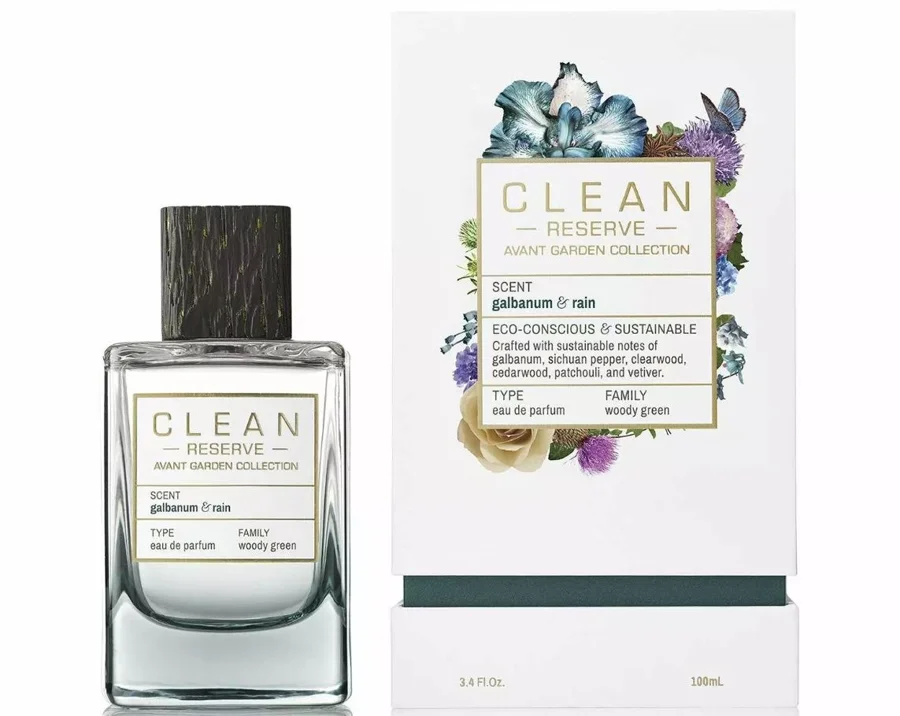 CLEAN
— RESERVE —
AVANT GARDEN COLLECTION
SCENT
galbanum & rain
TYPE FAMILY
eau de parfum woody green
CLEAN
— RESERVE —
AVANT GARDEN COLLECTION
SCENT
galbanum & rain
ECO-CONSCIOUS & SUSTAINABLE
Crafted with sustainable notes of
galbanum, sichuan pepper, clearwood,
cedarwood, patchouli, and vetiver.
TYPE FAMILY
eau de parfum woody green
3.4 Fl.Oz. 100mL